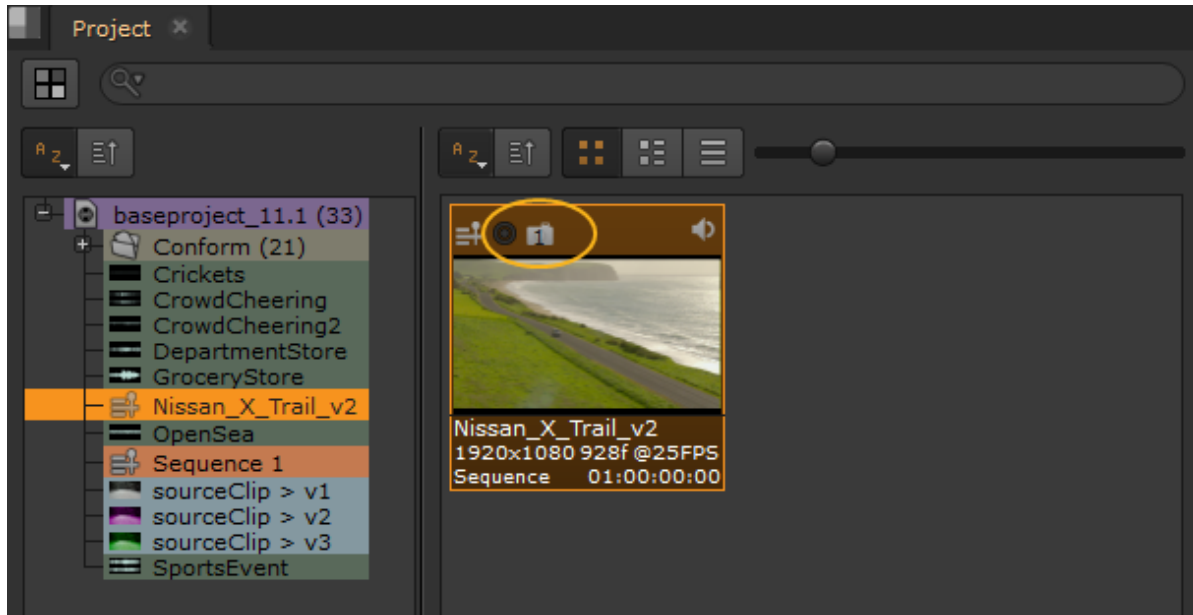 Project
A Z
A Z
baseproject_11.1 (33)
Conform (21)
Crickets
CrowdCheering
CrowdCheering2
DepartmentStore
GroceryStore
Nissan_X_Trail_v2
OpenSea
Sequence 1
sourceClip > v1
sourceClip > v2
sourceClip > v3
SportsEvent
1
Nissan_X_Trail_v2
1920x1080 928f @25FPS
Sequence 01:00:00:00